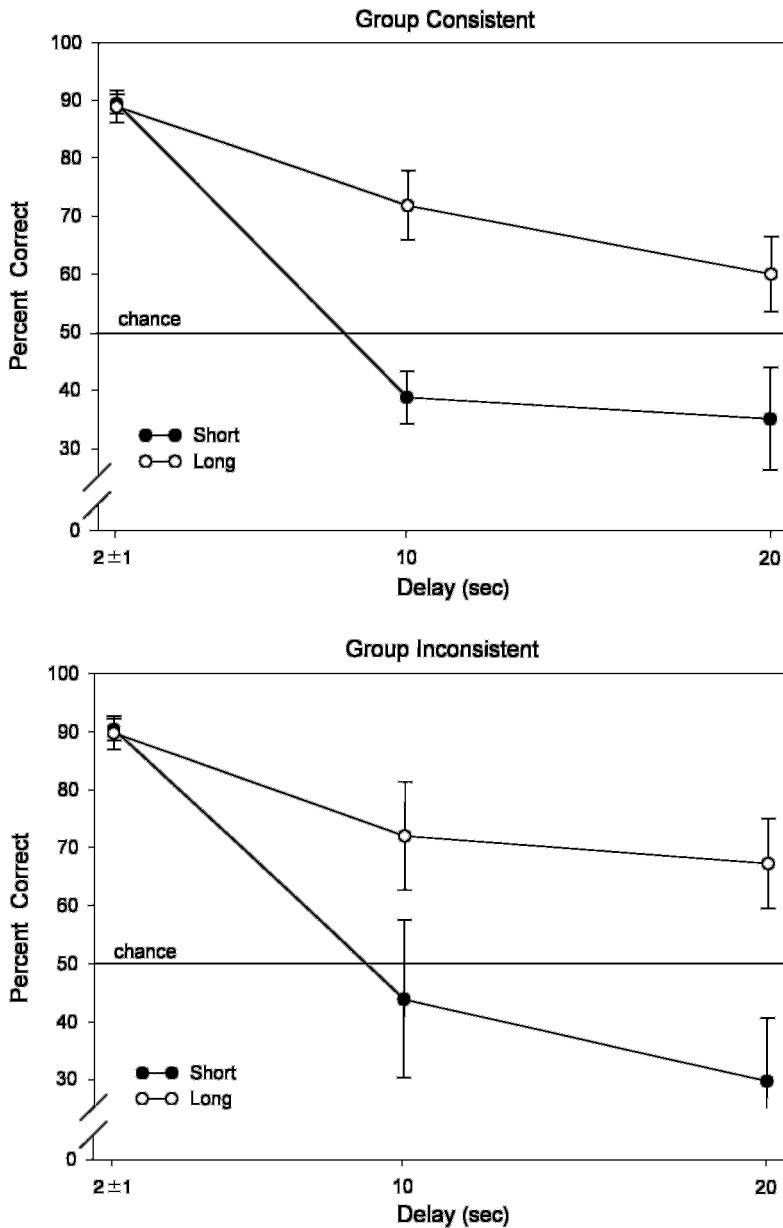 Group Consistent
100
90
80
70
60
50
30
0
40
Percent Correct
chance
Short
Long
2 ±1
10
20
Delay (sec)
Group Inconsistent
100
90
80
70
60
50
40
30
0
Percent Correct
chance
Short
Long
2 ±1
10
20
Delay (sec)